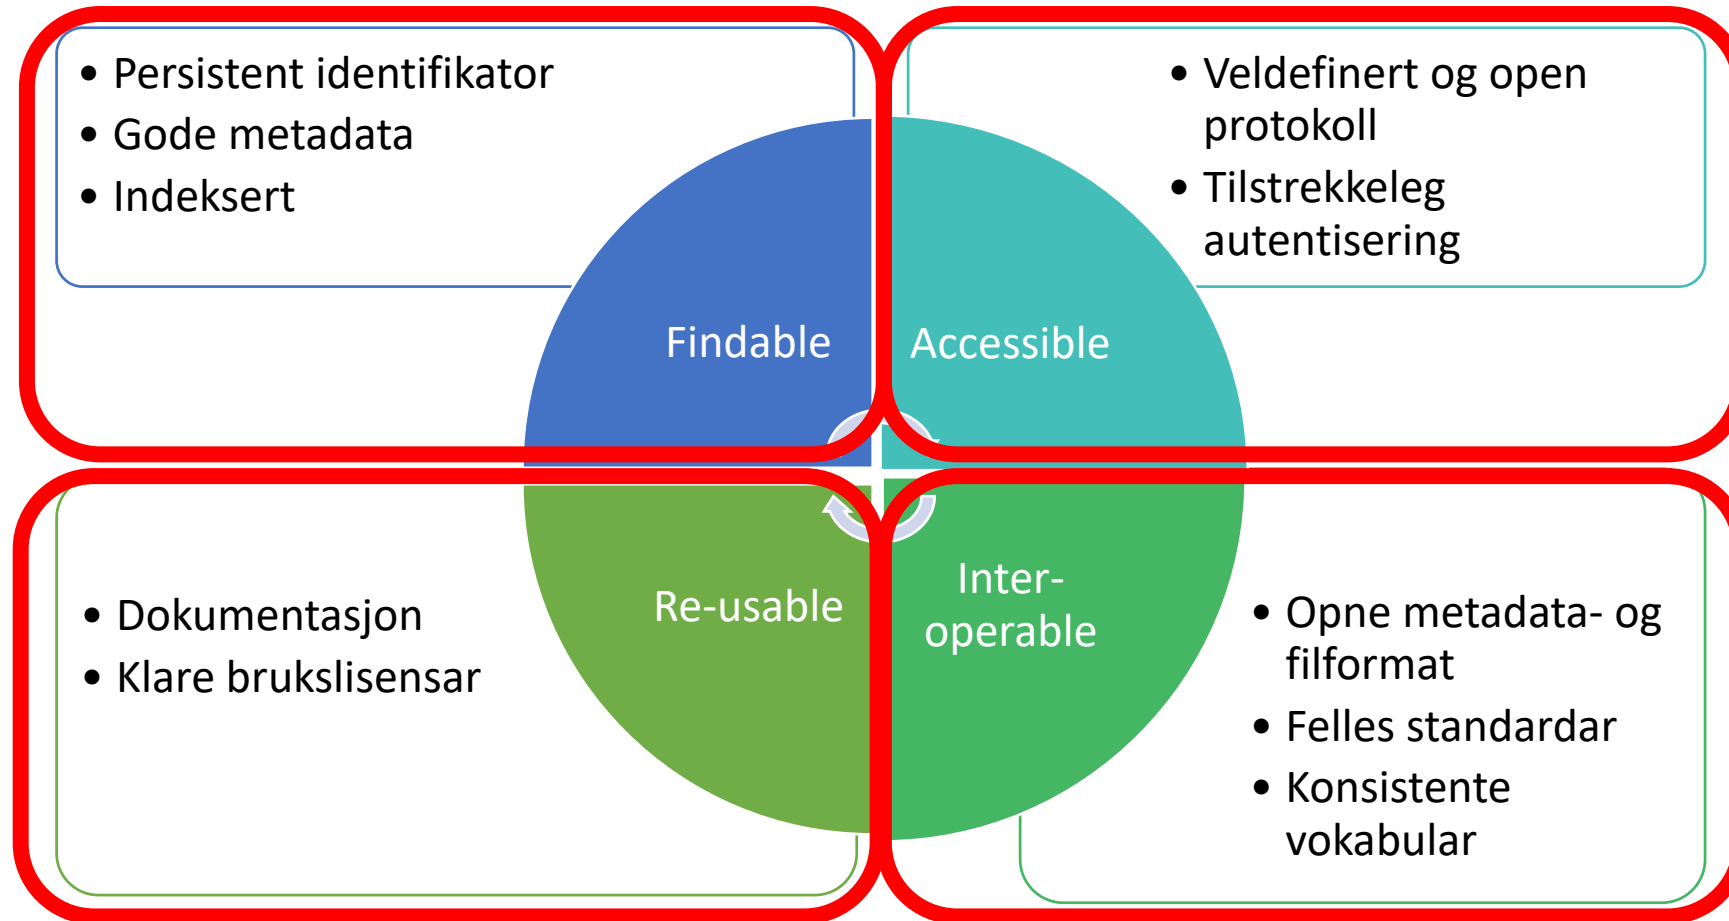 • Persistent identifikator
• Gode metadata
• Indeksert
• Veldefinert og open
protokoll
• Tilstrekkeleg
autentisering
Findable
Accessible
Re-usable
Inter-
operable
• Dokumentasjon
• Klare brukslisensar
• Opne metadata- og
filformat
• Felles standardar
• Konsistente
vokabular